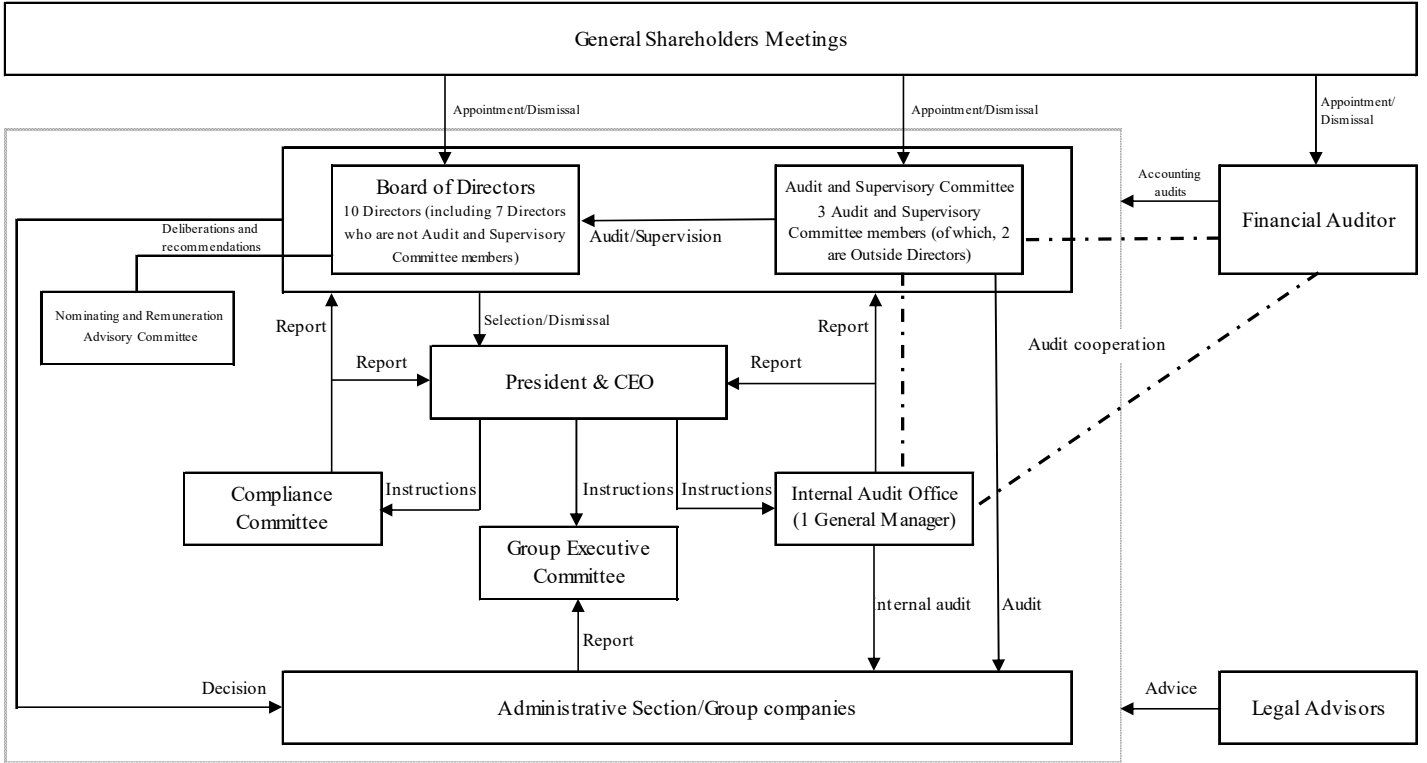 General Shareholders Meetings
Appointment/Dismissal
Appointment/Dismissal
Appointment/
Dismissal
Board of Directors
10 Directors (including 7 Directors
who are not Audit and Supervisory
Committee members)
Audit/Supervision
Audit and Supervisory Committee
3 Audit and Supervisory
Committee members (of which, 2
are Outside Directors)
Accounting
audits
Financial Auditor
Deliberations and
recommendations
Nominating and Remuneration
Advisory Committee
Report
Selection/Dismissal
Report
Audit cooperation
Report
President & CEO
Report
Compliance
Committee
Instructions
Instructions
Instructions
Internal Audit Office
(1 General Manager)
Group Executive
Committee
Internal audit
Audit
Report
Decision
Administrative Section/Group companies
Advice
Legal Advisors